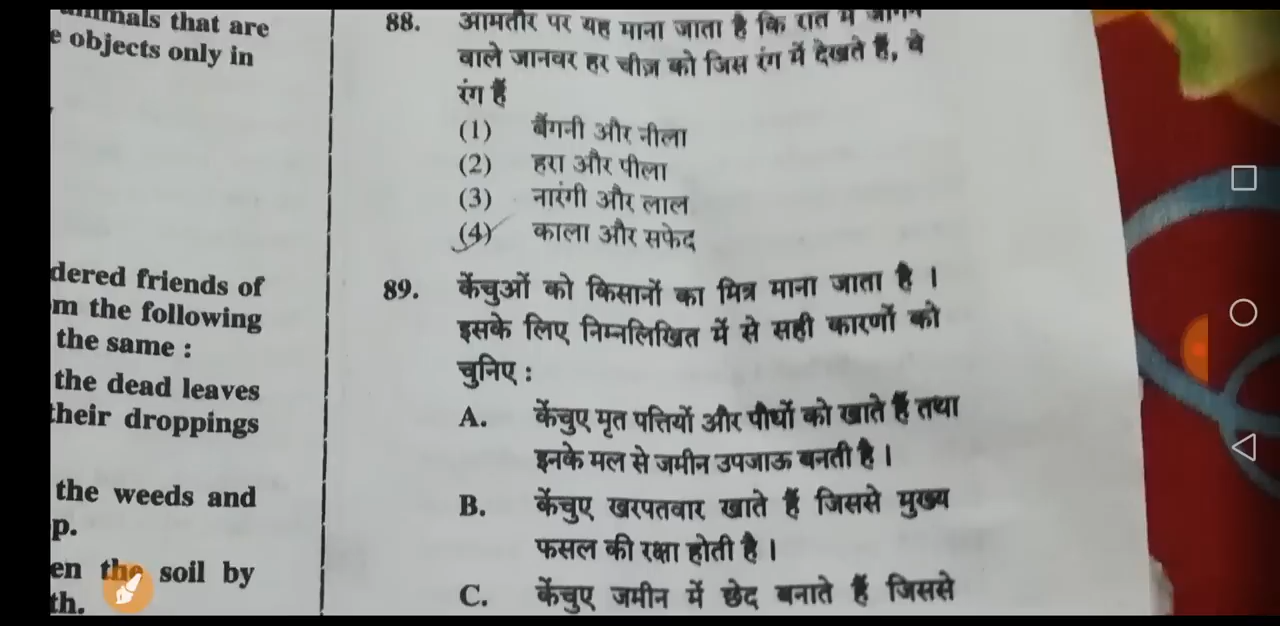 that are
e objects only in
dered friends of
m the following
the same :
the dead leaves
their droppings
the weeds and
p.
en the soil by
th.
88. आमतौर पर यह माना जाता है कि रात में जागने
वाले जानवर हर चीज़ को जिस रंग में देखते हैं, वे
रंग हैं
(1) बैंगनी और नीला
(2) हरा और पीला
(3) नारंगी और लाल
(4) काला और सफेद
89. केंचुओं को किसानों का मित्र माना जाता है ।
इसके लिए निम्नलिखित में से सही कारणों को
चुनिए :
A. केंचुए मृत पत्तियों और पौधों को खाते हैं तथा
इनके मल से जमीन उपजाऊ बनती है ।
B. केंचुए खरपतवार खाते हैं जिससे मुख्य
फसल की रक्षा होती है ।
C. केंचुए जमीन में छेद बनाते हैं जिससे